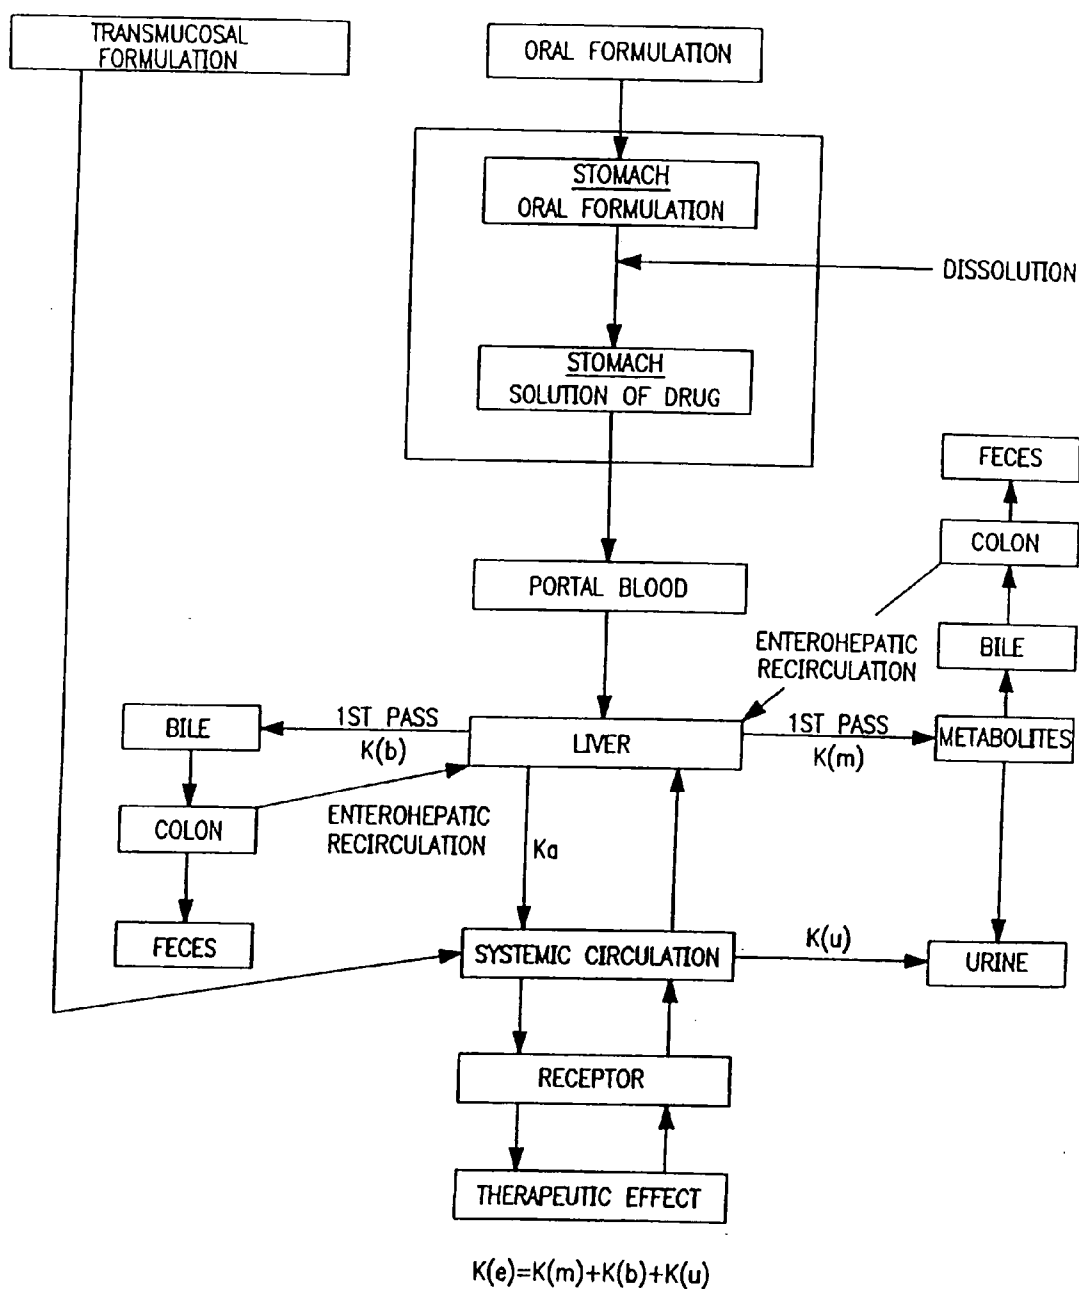 TRANSMUCOSAL
FORMULATION
ORAL FORMULATION
STOMACH
ORAL FORMULATION
DISSOLUTION
STOMACH
SOLUTION OF DRUG
FECES
COLON
PORTAL BLOOD
ENTEROHEPATIC
RECIRCULATION
BILE
BILE
1ST PASS
K(b)
LIVER
1ST PASS
K(m)
METABOLITES
COLON
ENTEROHEPATIC
RECIRCULATION
Ka
FECES
SYSTEMIC CIRCULATION
K(u)
URINE
RECEPTOR
THERAPEUTIC EFFECT
K(e)=K(m)+K(b)+K(u)